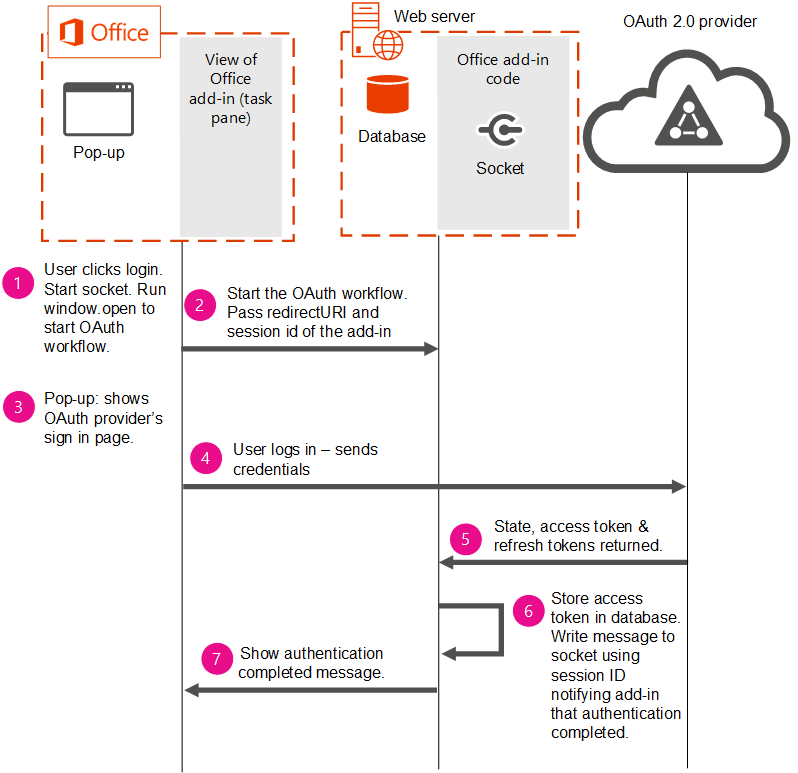 Office
Pop-up
View of
Office
add-in (task
pane)
Web server
Database
Office add-in
code
Socket
OAuth 2.0 provider
1
User clicks login.
Start socket. Run
window.open to
start OAuth
workflow.
2
Start the OAuth workflow.
Pass redirectURI and
session id of the add-in
3
Pop-up: shows
OAuth provider’s
sign in page.
4
User logs in – sends
credentials
5
State, access token &
refresh tokens returned.
6
Store access
token in database.
Write message to
socket using
session ID
notifying add-in
that authentication
completed.
7
Show authentication
completed message.